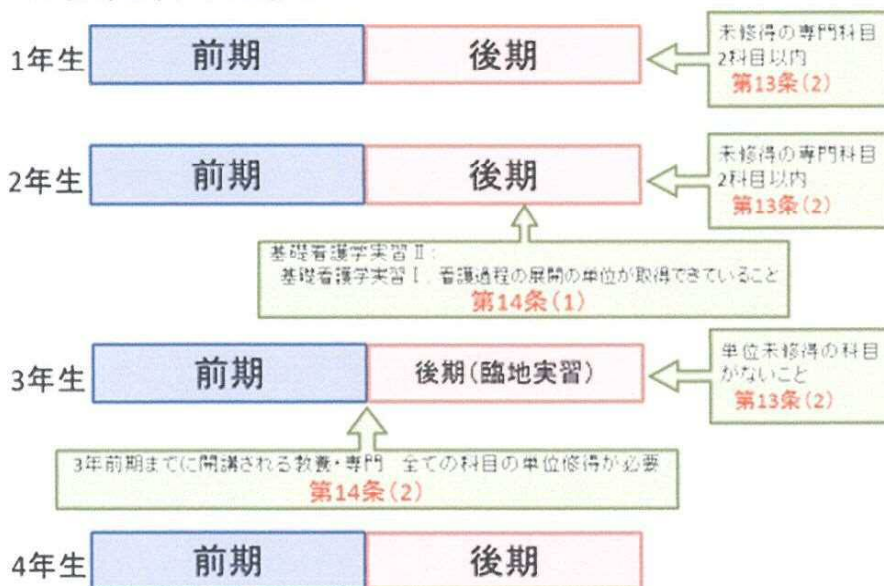 1年生
前期
後期
未修得の専門科目
2科目以内
第13条(2)
2年生
前期
後期
未修得の専門科目
2科目以内
第13条(2)
基礎看護学実習Ⅱ:
基礎看護学実習Ⅰ、看護過程の展開の単位が取得できていること
第14条(1)
3年生
前期
後期(臨地実習)
単位未修得の科目
がないこと
第13条(2)
3年前期までに開講される教養・専門 全ての科目の単位修得が必要
第14条(2)
4年生
前期
後期